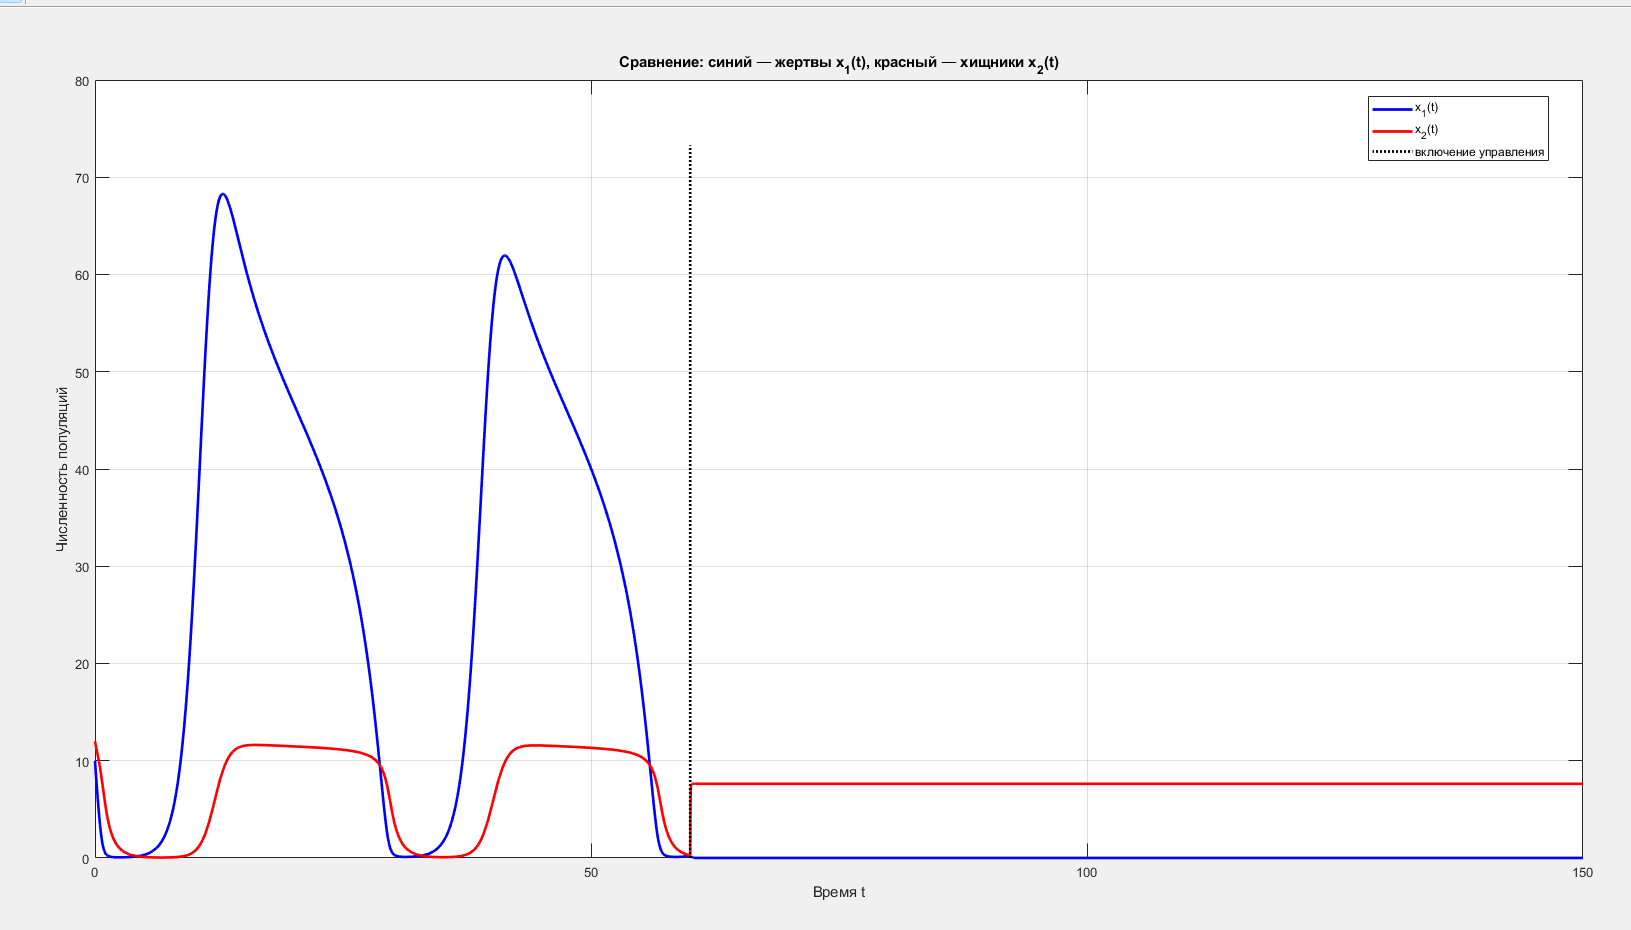 Сравнение: синий — жертвы x1(t), красный — хищники x2(t)
x1(t)
x2(t)
включение управления
Численность популяций
80
70
60
50
40
30
20
10
0
0 50 100 150
Время t